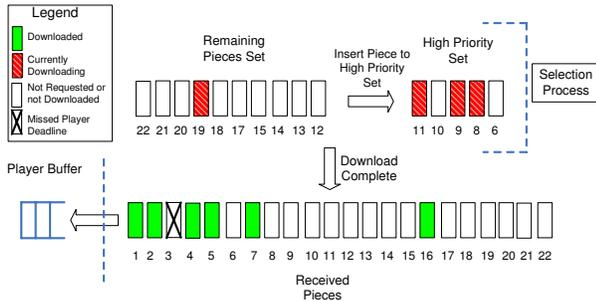 Legend
Downloaded
Currently
Downloading
Not Requested or
not Downloaded
Missed Player
Deadline
Remaining
Pieces Set
22 21 20 19 18 17 15 14 13 12
Insert Piece to
High Priority
Set
High Priority
Set
11 10 9 8 6
Selection
Process
Download
Complete
Player Buffer
1 2 3 4 5 6 7 8 9 10 11 12 13 14 15 16 17 18 19 20 21 22
Received
Pieces